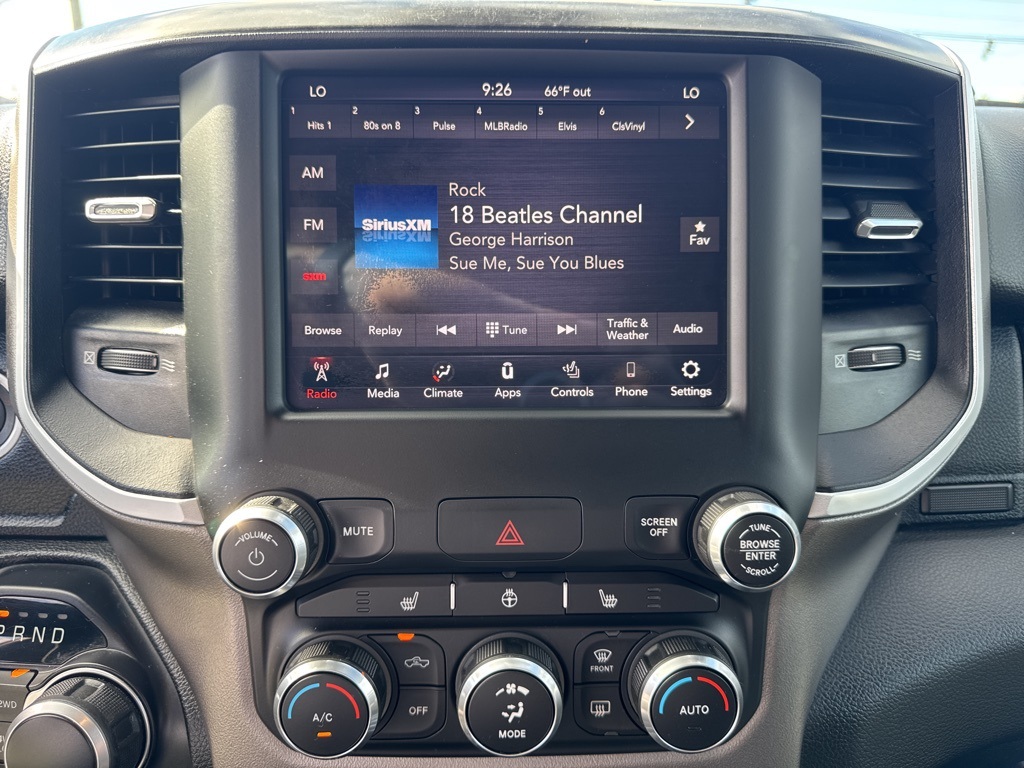 LO 9:26 66°F out LO
1 Hits 1 2 80s on 8 3 Pulse 4 MLBRadio 5 Elvis 6 ClsVinyl
AM
FM
sxm
SiriusXM
Rock
18 Beatles Channel
George Harrison
Sue Me, Sue You Blues
Fav
Browse Replay Tune Traffic & Weather Audio
Radio Media Climate Apps Controls Phone Settings
VOLUME
MUTE
SCREEN
OFF
TUNE
BROWSE
ENTER
SCROLL
PRND
2WD
A/C
OFF
MODE
FRONT
AUTO